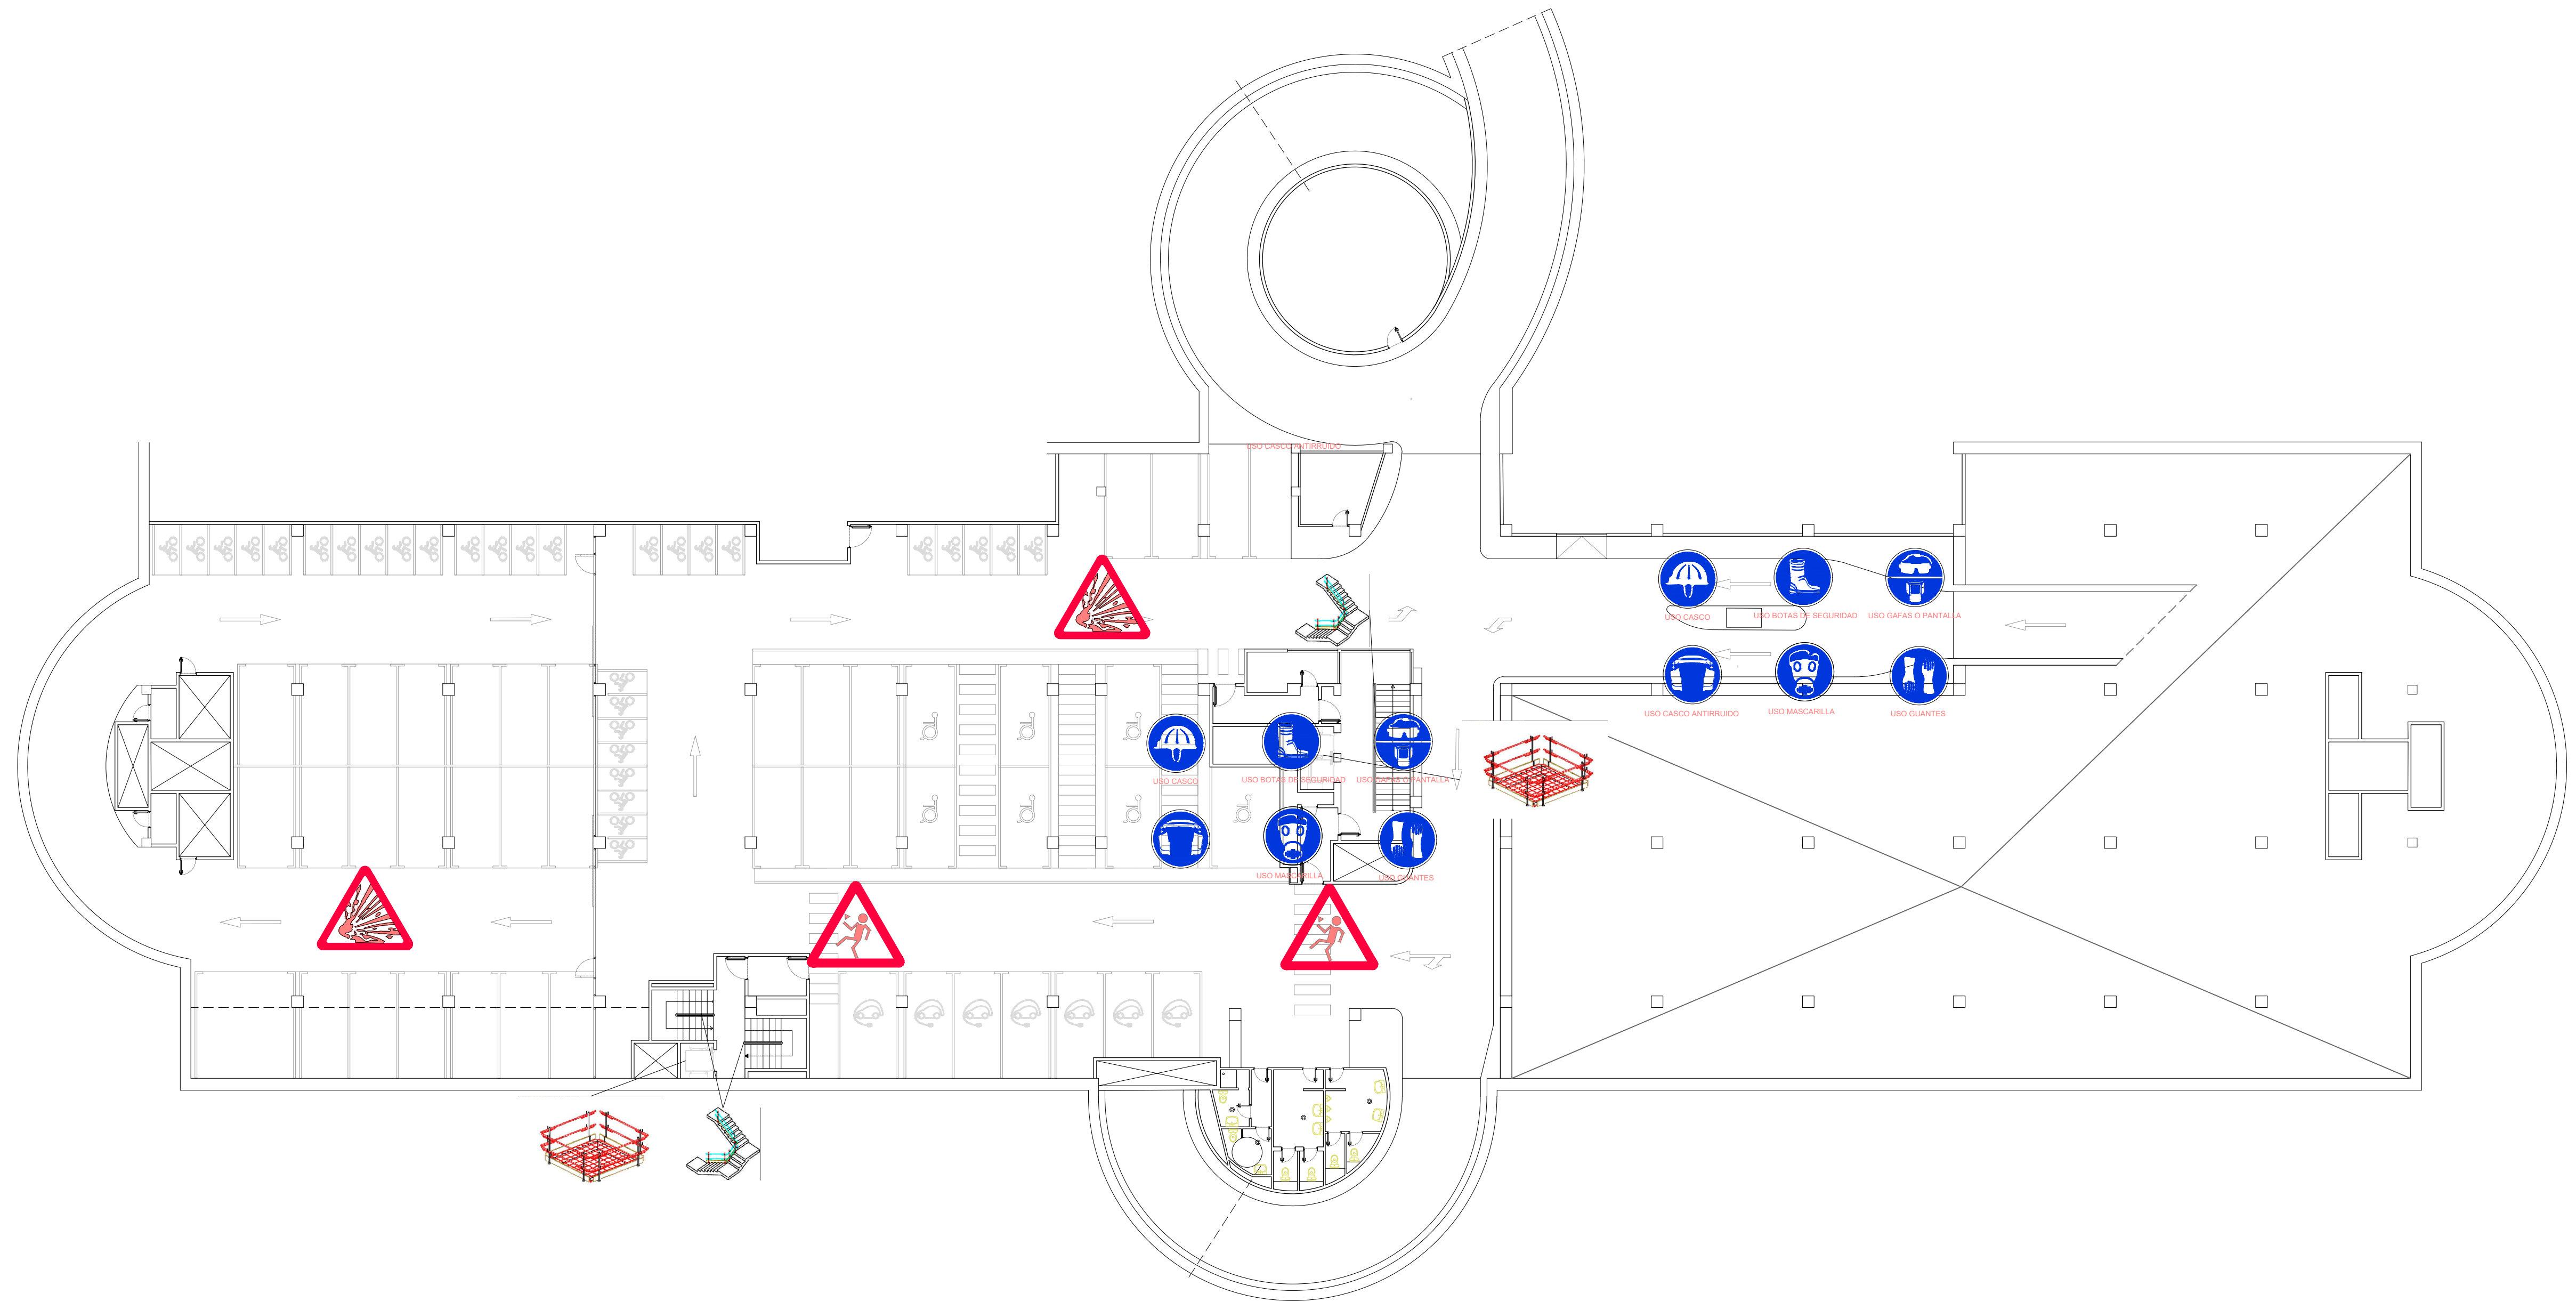 USO CASCO ANTIRRUIDO
USO CASCO
USO BOTAS DE SEGURIDAD
USO GAFAS O PANTALLA
USO CASCO ANTIRRUIDO
USO MASCARILLA
USO GUANTES
USO CASCO
USO BOTAS DE SEGURIDAD
USO GAFAS O PANTALLA
USO MASCARILLA
USO GUANTES